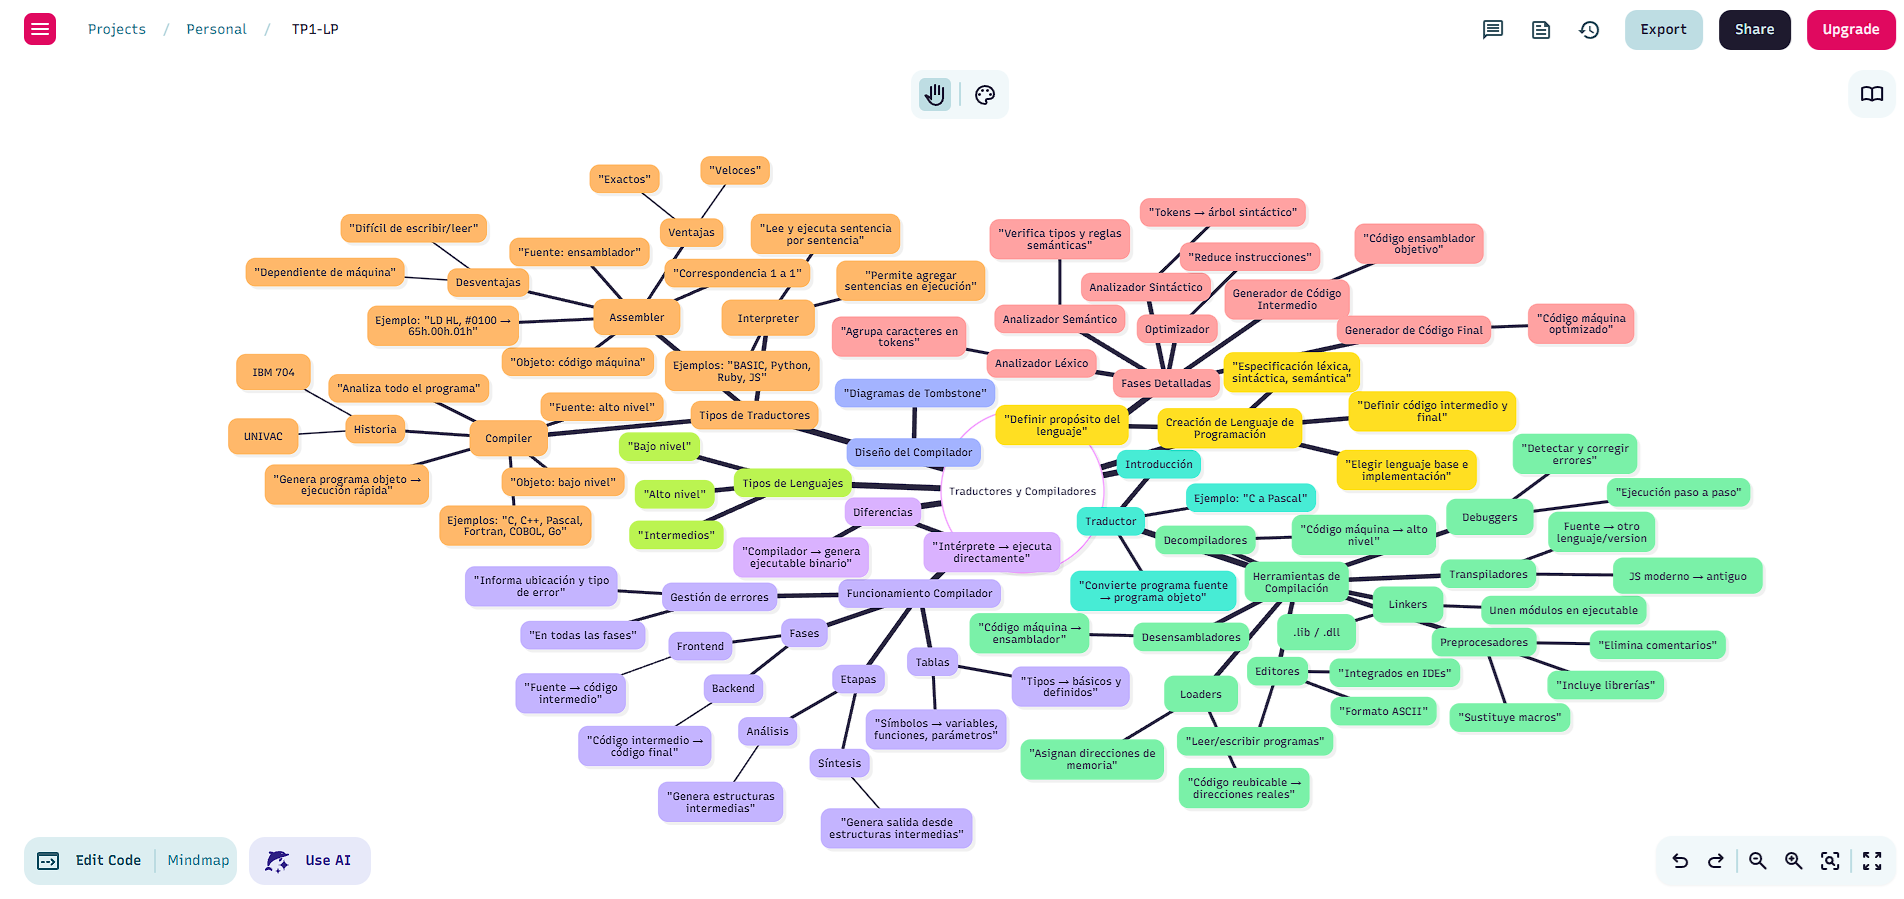 Projects / Personal / TP1-LP
Export
Share
Upgrade
"Exactos"
"Veloces"
"Difícil de escribir/leer"
Ventajas
"Lee y ejecuta sentencia
por sentencia"
"Fuente: ensamblador"
"Dependiente de máquina"
Desventajas
"Correspondencia 1 a 1"
"Permite agregar
sentencias en ejecución"
Ejemplo: "LD HL, #0100 →
65h.00h.01h"
Assembler
Interpreter
"Objeto: código máquina"
Ejemplos: "BASIC, Python,
Ruby, JS"
IBM 704
"Analiza todo el programa"
"Fuente: alto nivel"
Tipos de Traductores
UNIVAC
Historia
Compiler
"Genera programa objeto →
ejecución rápida"
"Objeto: bajo nivel"
Ejemplos: "C, C++, Pascal,
Fortran, COBOL, Go"
"Diagramas de Tombstone"
Diseño del Compilador
"Bajo nivel"
Tipos de Lenguajes
"Alto nivel"
"Intermedios"
Diferencias
"Compilador → genera
ejecutable binario"
"Intérprete → ejecuta
directamente"
Traductores y Compiladores
"Tokens → árbol sintáctico"
"Verifica tipos y reglas
semánticas"
"Reduce instrucciones"
"Código ensamblador
objetivo"
Analizador Sintáctico
Generador de Código
Intermedio
Analizador Semántico
Optimizador
Generador de Código Final
"Código máquina
optimizado"
"Agrupa caracteres en
tokens"
Analizador Léxico
Fases Detalladas
"Especificación léxica,
sintáctica, semántica"
"Definir propósito del
lenguaje"
Creación de Lenguaje de
Programación
"Definir código intermedio y
final"
"Elegir lenguaje base e
implementación"
Introducción
Ejemplo: "C a Pascal"
Traductor
"Convierte programa fuente
→ programa objeto"
"Detectar y corregir
errores"
"Ejecución paso a paso"
Debuggers
Decompiladores
"Código máquina → alto
nivel"
Fuente → otro
lenguaje/version
Herramientas de
Compilación
Transpiladores
JS moderno → antiguo
Linkers
Unen módulos en ejecutable
.lib / .dll
Preprocesadores
"Elimina comentarios"
"Incluye librerías"
"Sustituye macros"
"Código máquina →
ensamblador"
Desensambladores
Editores
"Integrados en IDEs"
"Formato ASCII"
"Leer/escribir programas"
Loaders
"Asignan direcciones de
memoria"
"Código reubicable →
direcciones reales"
"Informa ubicación y tipo
de error"
Gestión de errores
Funcionamiento Compilador
"En todas las fases"
Fases
Frontend
"Fuente → código
intermedio"
Backend
"Código intermedio →
código final"
Tablas
"Tipos → básicos y
definidos"
"Símbolos → variables,
funciones, parámetros"
Etapas
Análisis
"Genera estructuras
intermedias"
Síntesis
"Genera salida desde
estructuras intermedias"
Edit Code
Mindmap
Use AI